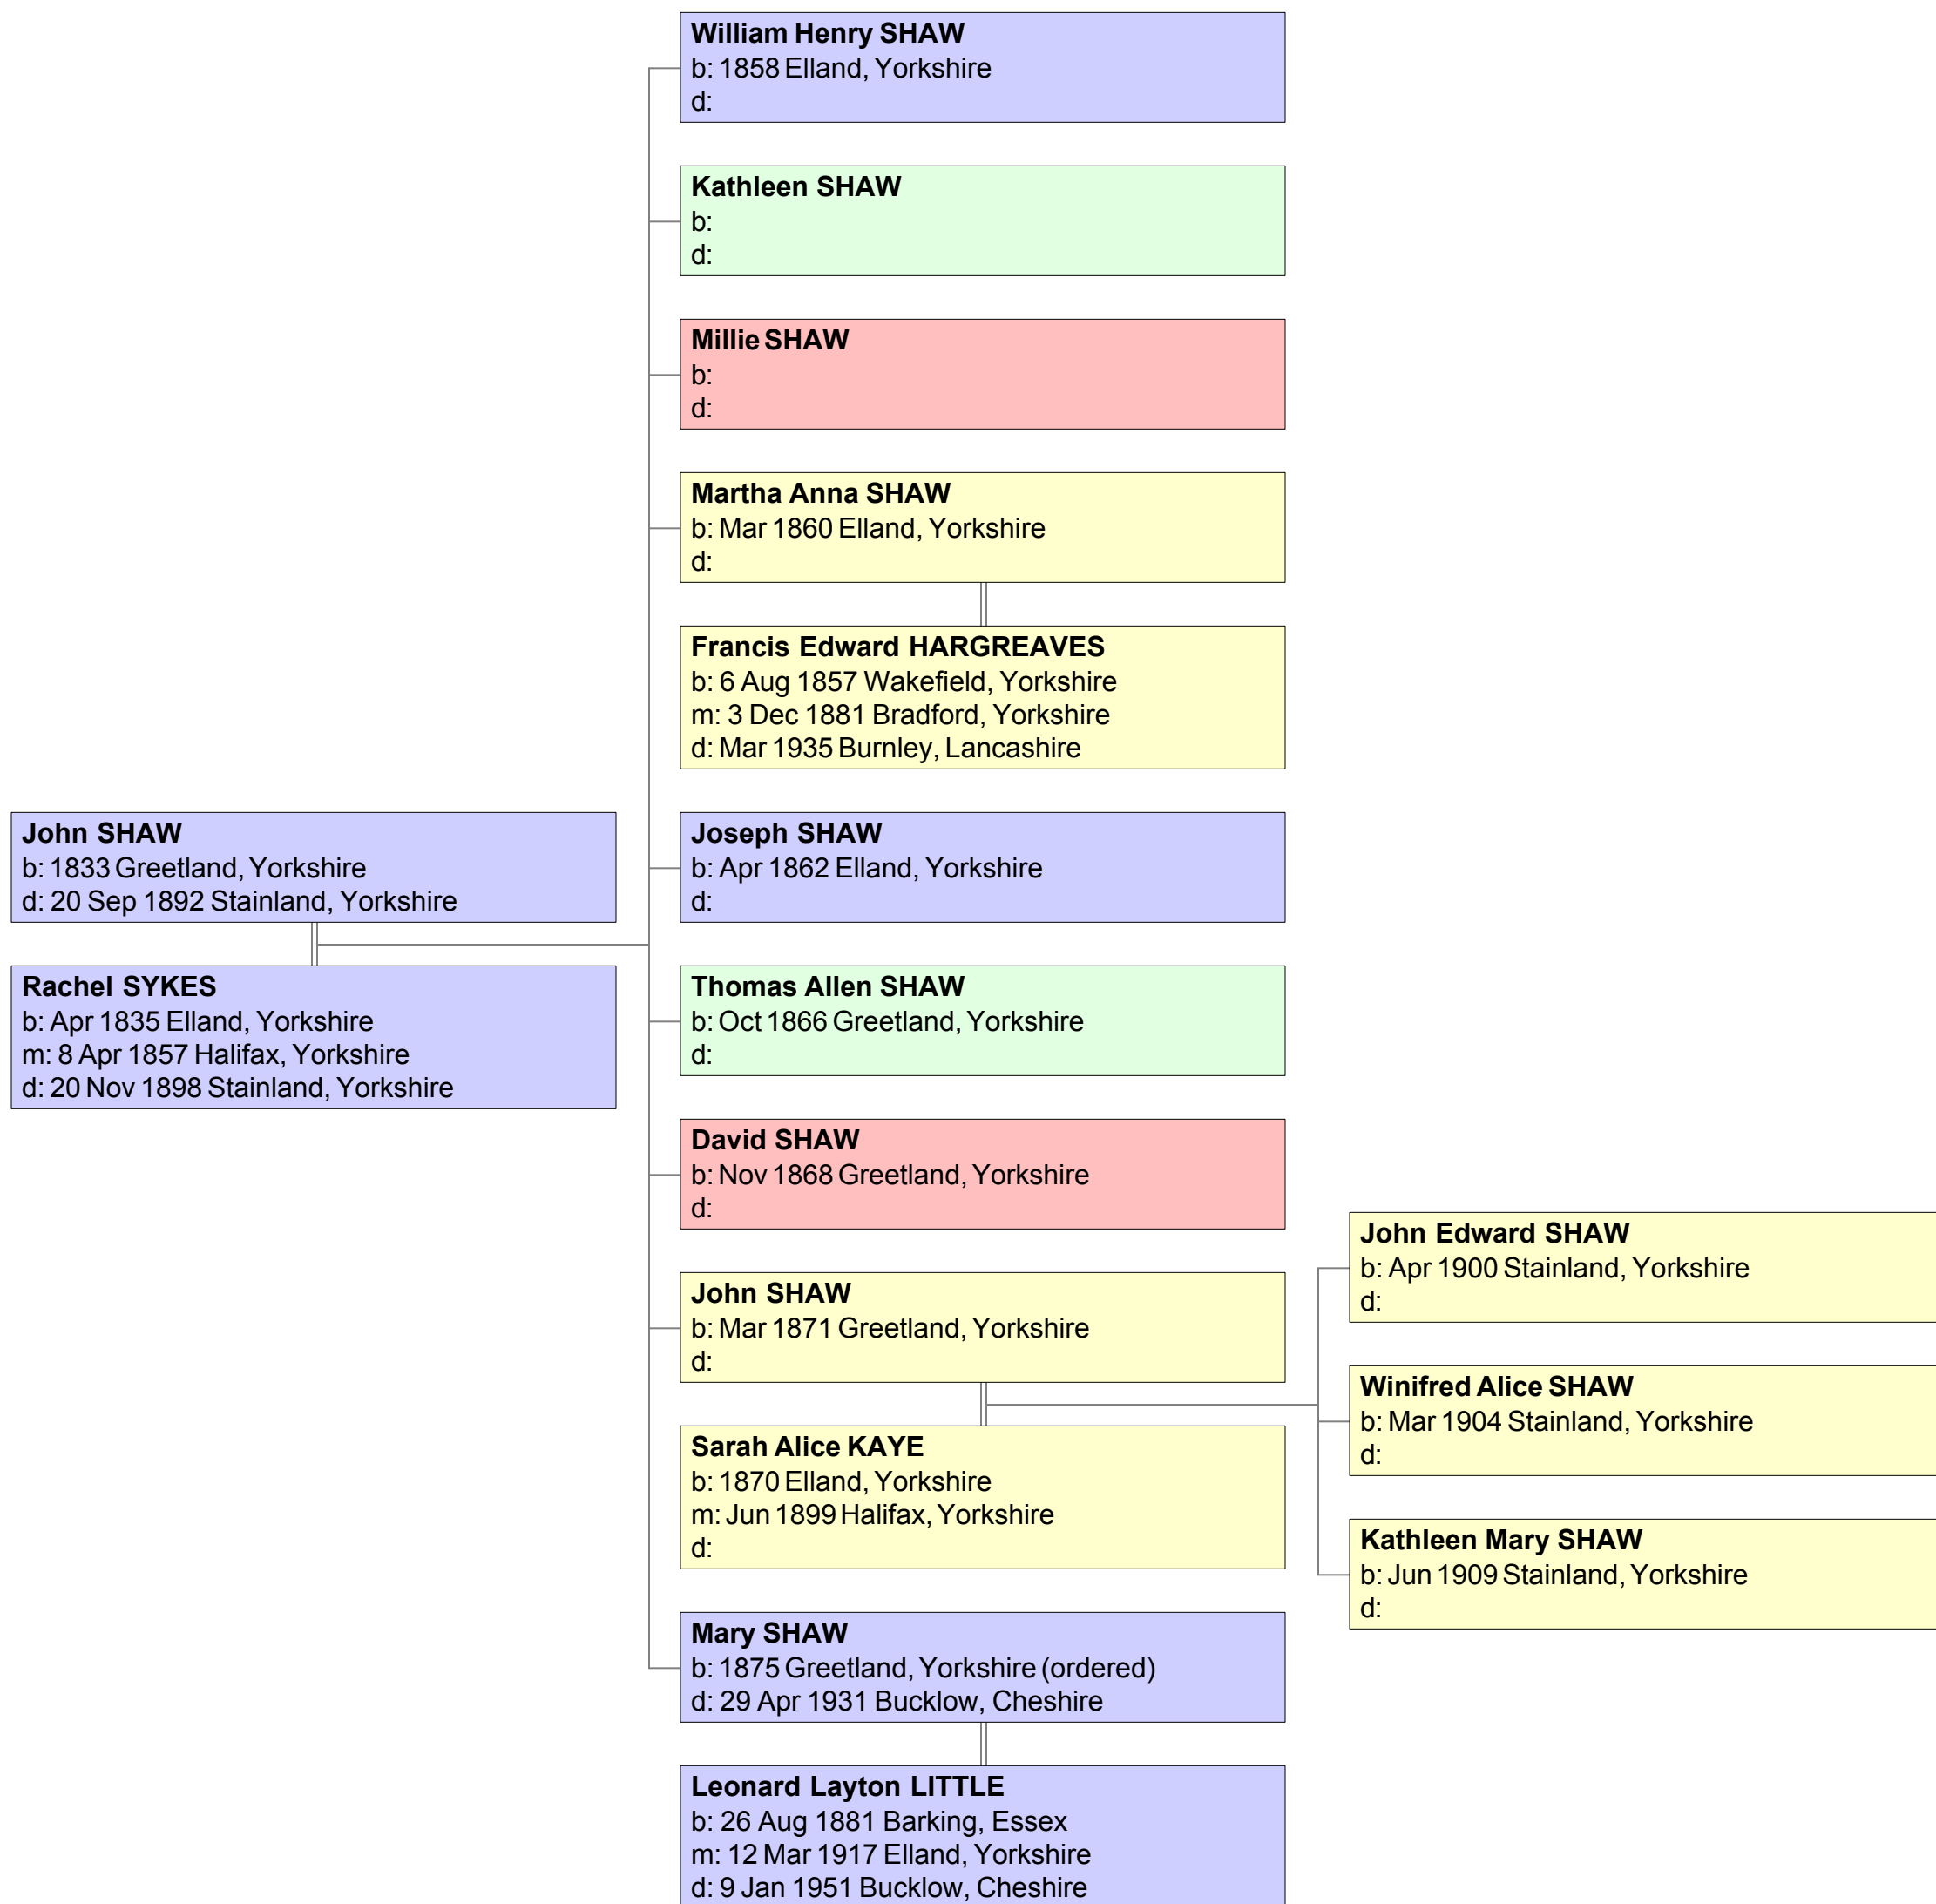 William Henry SHAW
b: 1858 Elland, Yorkshire
d:
Kathleen SHAW
b:
d:
Millie SHAW
b:
d:
Martha Anna SHAW
b: Mar 1860 Elland, Yorkshire
d:
Francis Edward HARGREAVES
b: 6 Aug 1857 Wakefield, Yorkshire
m: 3 Dec 1881 Bradford, Yorkshire
d: Mar 1935 Burnley, Lancashire
John SHAW
b: 1833 Greetland, Yorkshire
d: 20 Sep 1892 Stainland, Yorkshire
Rachel SYKES
b: Apr 1835 Elland, Yorkshire
m: 8 Apr 1857 Halifax, Yorkshire
d: 20 Nov 1898 Stainland, Yorkshire
Joseph SHAW
b: Apr 1862 Elland, Yorkshire
d:
Thomas Allen SHAW
b: Oct 1866 Greetland, Yorkshire
d:
David SHAW
b: Nov 1868 Greetland, Yorkshire
d:
John SHAW
b: Mar 1871 Greetland, Yorkshire
d:
Sarah Alice KAYE
b: 1870 Elland, Yorkshire
m: Jun 1899 Halifax, Yorkshire
d:
John Edward SHAW
b: Apr 1900 Stainland, Yorkshire
d:
Winifred Alice SHAW
b: Mar 1904 Stainland, Yorkshire
d:
Kathleen Mary SHAW
b: Jun 1909 Stainland, Yorkshire
d:
Mary SHAW
b: 1875 Greetland, Yorkshire (ordered)
d: 29 Apr 1931 Bucklow, Cheshire
Leonard Layton LITTLE
b: 26 Aug 1881 Barking, Essex
m: 12 Mar 1917 Elland, Yorkshire
d: 9 Jan 1951 Bucklow, Cheshire